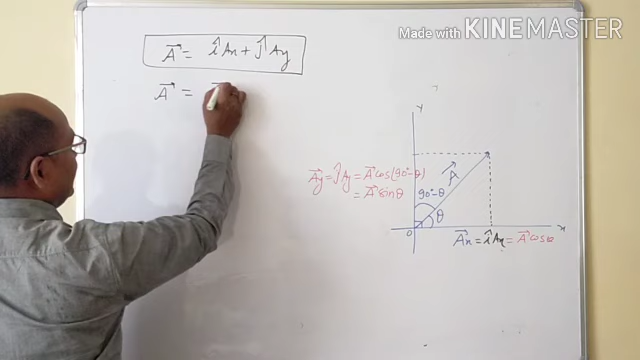 Made with KINEMASTER
A⃗ = îAx + ĵAy
A⃗ =
Y
A⃗y = ĵAy = A⃗cos(90°-θ)
= A⃗sinθ
A⃗
90°-θ
θ
O
x
A⃗x = îAx = A⃗cosθ